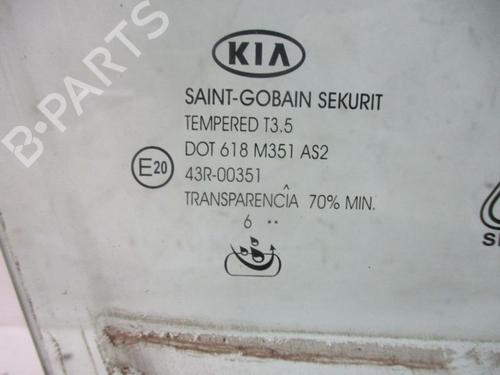 B-PARTS
KIA
SAINT-GOBAIN SEKURIT
TEMPERED T3.5
DOT 618 M351 AS2
E20
43R-00351
TRANSPARENCÎA 70% MIN.
6 ..